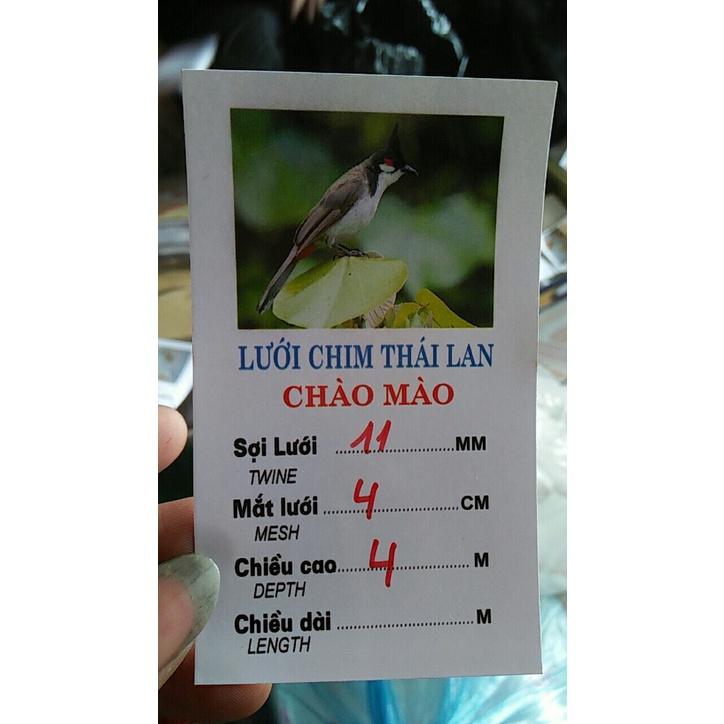 LƯỚI CHIM THÁI LAN
CHÀO MÀO
Sợi Lưới ..........11..........MM
TWINE
Mắt lưới ..........4..........CM
MESH
Chiều cao..........4..........M
DEPTH
Chiều dài ....................M
LENGTH